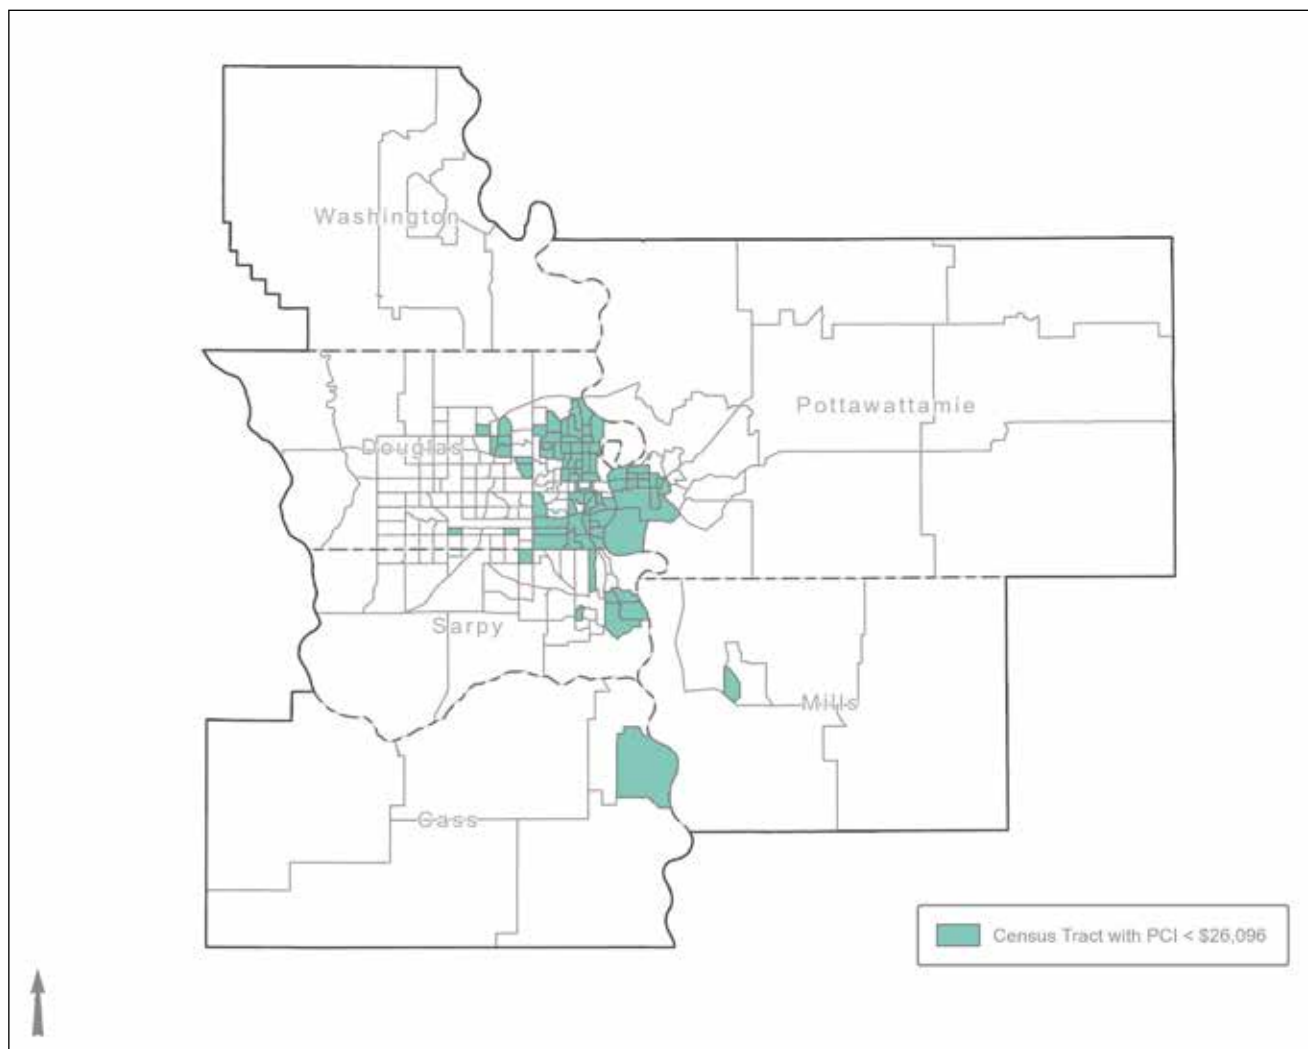 Washington
Pottawattamie
Douglas
Sarpy
Mills
Cass
Census Tract with PCI < $26,096